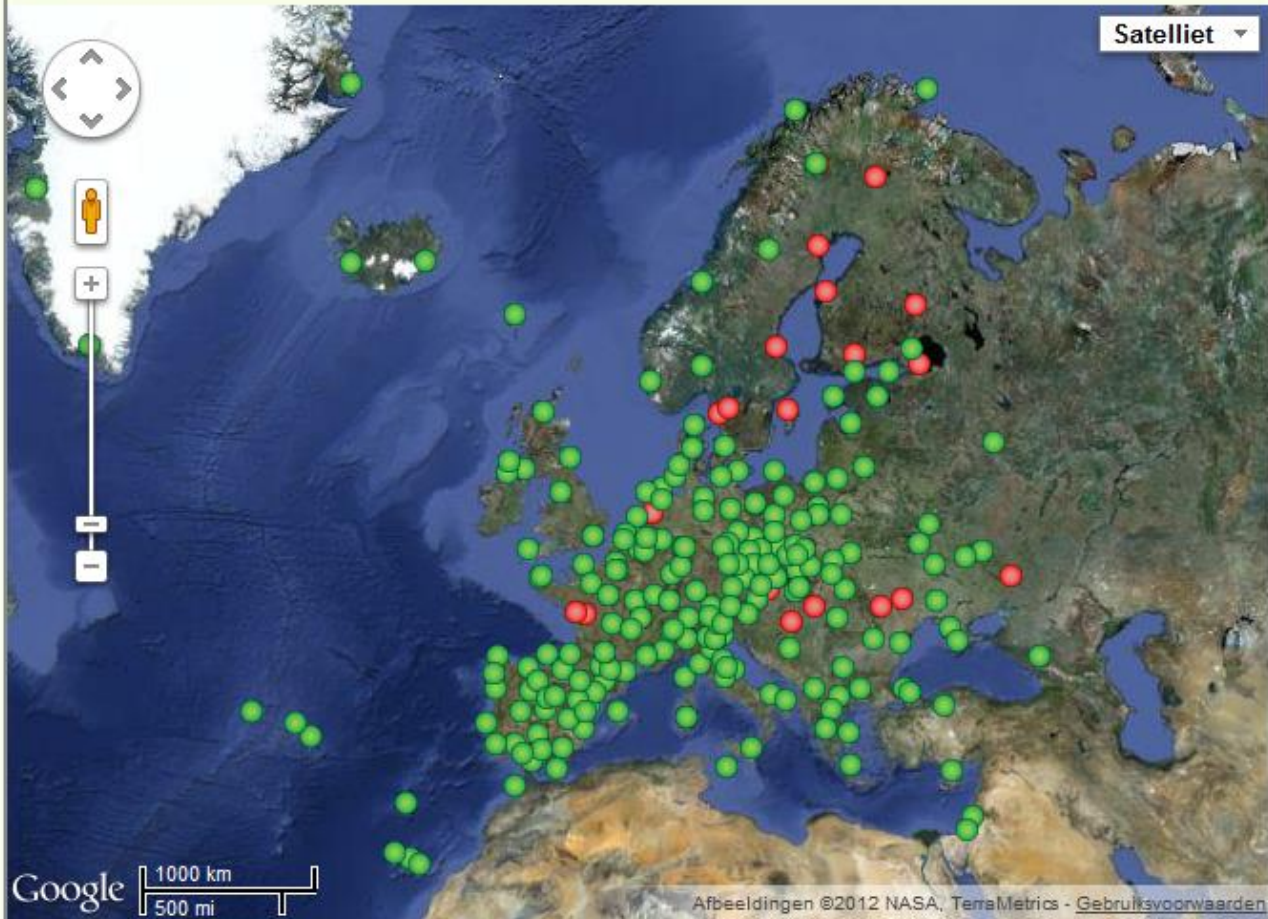 Satelliet
Google
1000 km
500 mi
Afbeeldingen ©2012 NASA, TerraMetrics - Gebruiksvoorwaarden